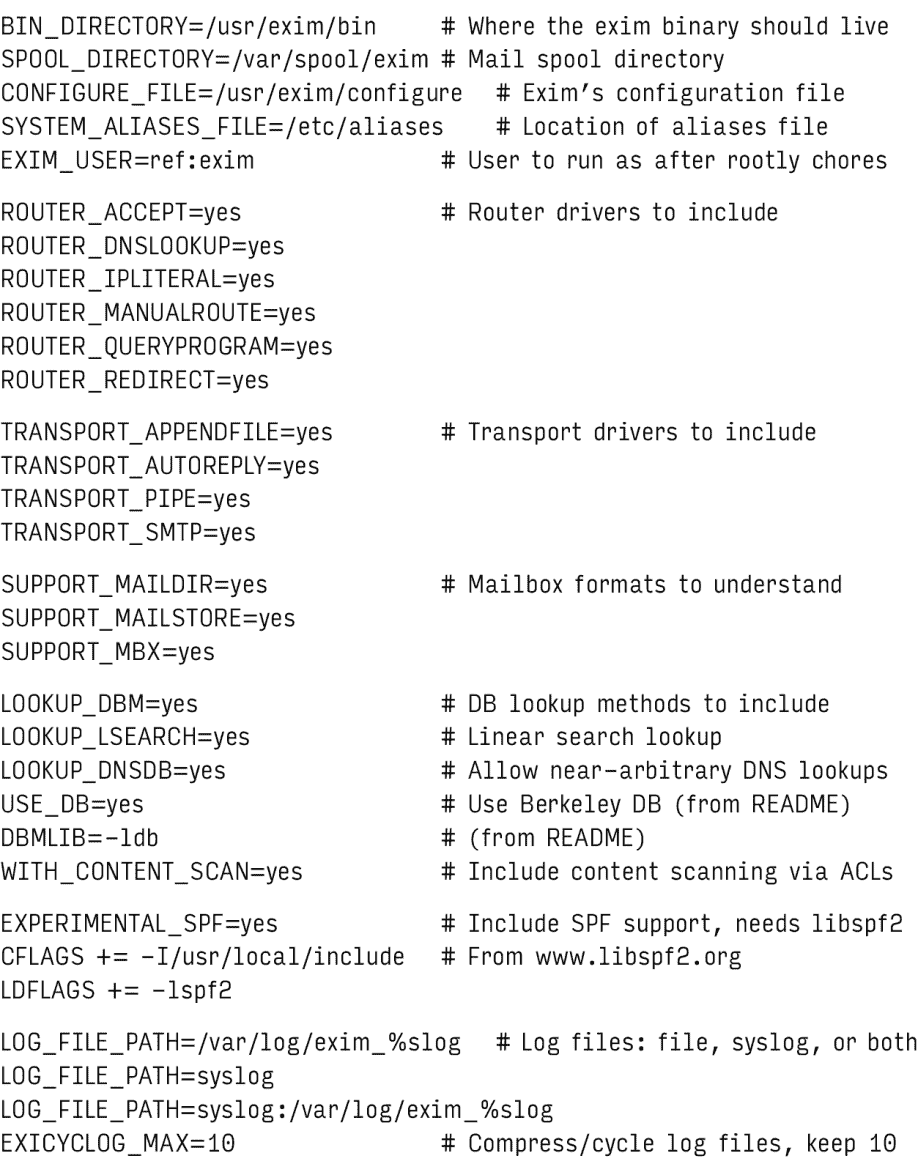 BIN_DIRECTORY=/usr/exim/bin # Where the exim binary should live
SPOOL_DIRECTORY=/var/spool/exim # Mail spool directory
CONFIGURE_FILE=/usr/exim/configure # Exim’s configuration file
SYSTEM_ALIASES_FILE=/etc/aliases # Location of aliases file
EXIM_USER=ref:exim # User to run as after rootly chores
ROUTER_ACCEPT=yes # Router drivers to include
ROUTER_DNSLOOKUP=yes
ROUTER_IPLITERAL=yes
ROUTER_MANUALROUTE=yes
ROUTER_QUERYPROGRAM=yes
ROUTER_REDIRECT=yes
TRANSPORT_APPENDFILE=yes # Transport drivers to include
TRANSPORT_AUTOREPLY=yes
TRANSPORT_PIPE=yes
TRANSPORT_SMTP=yes
SUPPORT_MAILDIR=yes # Mailbox formats to understand
SUPPORT_MAILSTORE=yes
SUPPORT_MBX=yes
LOOKUP_DBM=yes # DB lookup methods to include
LOOKUP_LSEARCH=yes # Linear search lookup
LOOKUP_DNSDB=yes # Allow near-arbitrary DNS lookups
USE_DB=yes # Use Berkeley DB (from README)
DBMLIB=-ldb # (from README)
WITH_CONTENT_SCAN=yes # Include content scanning via ACLs
EXPERIMENTAL_SPF=yes # Include SPF support, needs libspf2
CFLAGS += -I/usr/local/include # From www.libspf2.org
LDFLAGS += -lspf2
LOG_FILE_PATH=/var/log/exim_%slog # Log files: file, syslog, or both
LOG_FILE_PATH=syslog
LOG_FILE_PATH=syslog:/var/log/exim_%slog
EXICYCLOG_MAX=10 # Compress/cycle log files, keep 10